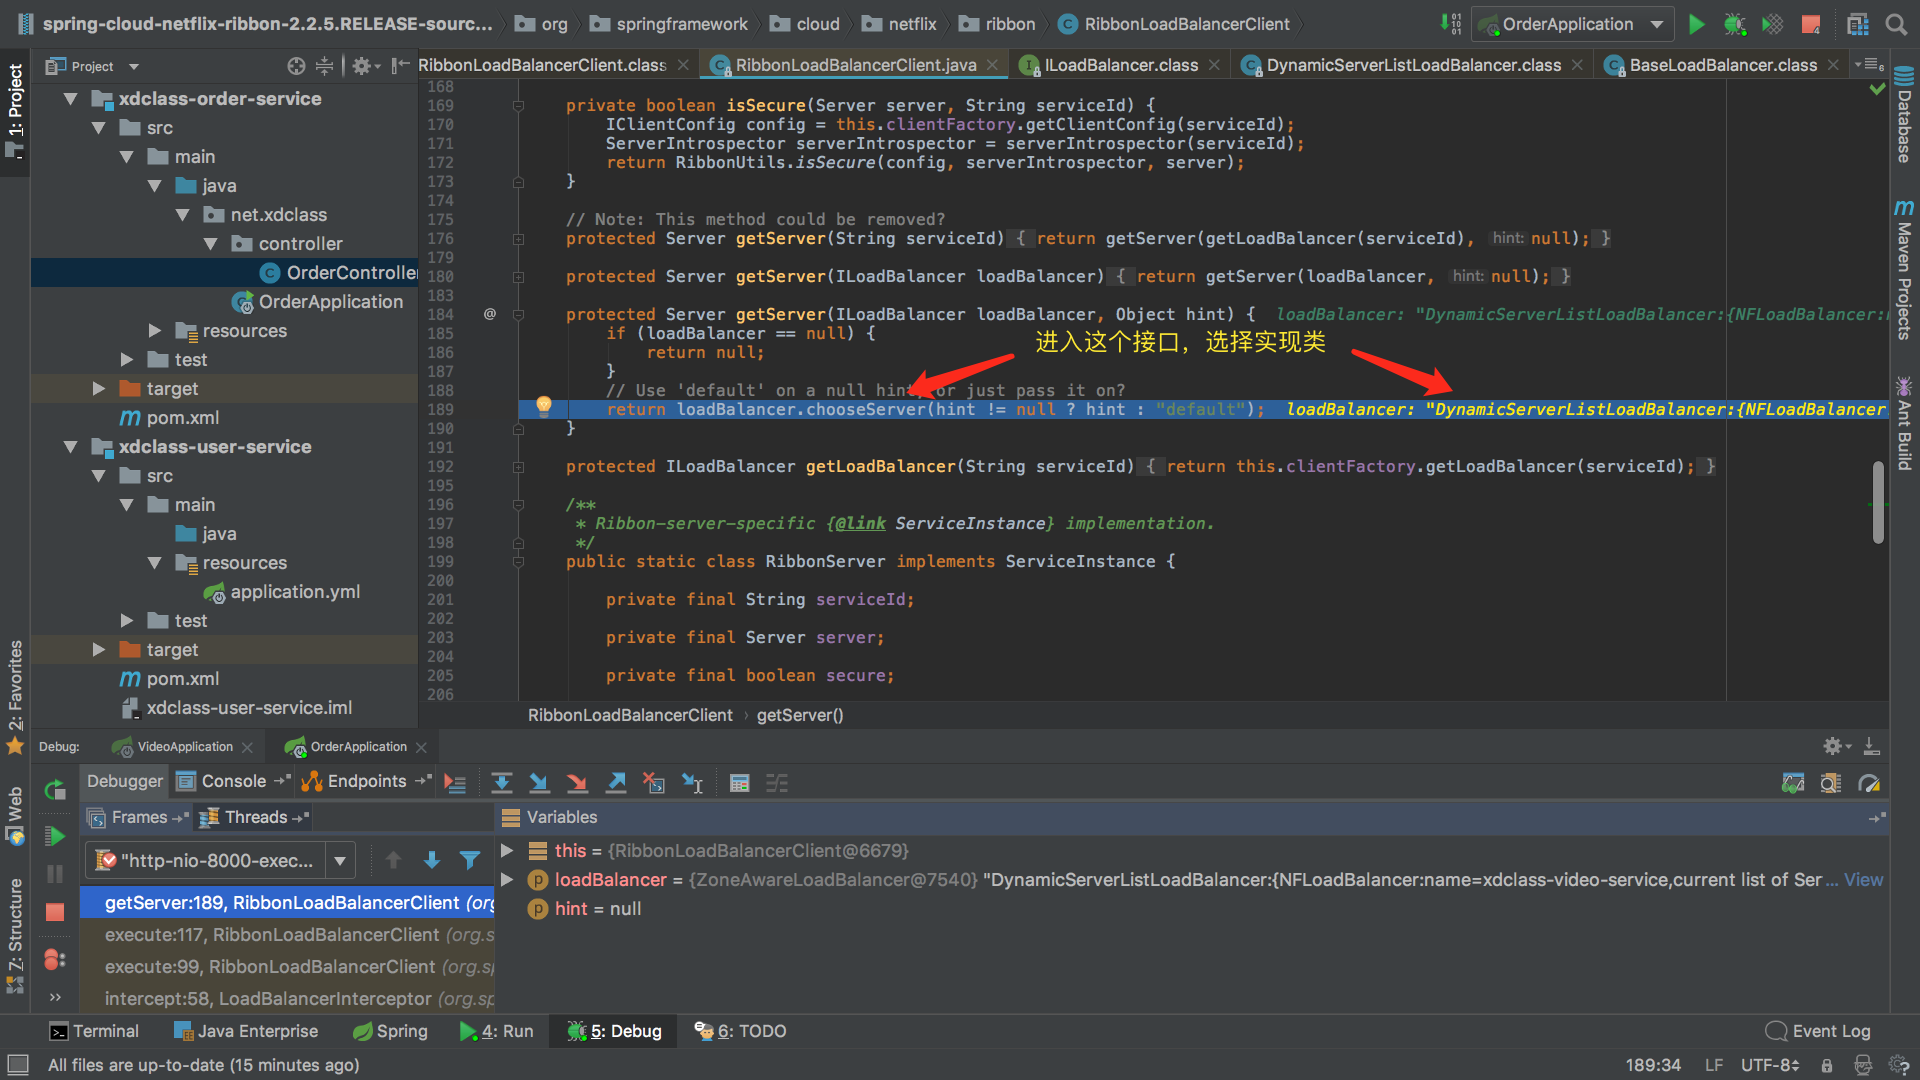 spring-cloud-netflix-ribbon-2.2.5.RELEASE-sourc... org springframework cloud netflix ribbon RibbonLoadBalancerClient OrderApplication
Project
RibbonLoadBalancerClient.class RibbonLoadBalancerClient.java ILoadBalancer.class DynamicServerListLoadBalancer.class BaseLoadBalancer.class
1: Project
2: Favorites
Web
Z: Structure
Database
Maven Projects
Ant Build
xdclass-order-service
src
main
java
net.xdclass
controller
OrderController
OrderApplication
resources
test
target
pom.xml
xdclass-user-service
src
main
java
resources
application.yml
test
target
pom.xml
xdclass-user-service.iml
168
169 private boolean isSecure(Server server, String serviceId) {
170 IClientConfig config = this.clientFactory.getClientConfig(serviceId);
171 ServerIntrospector serverIntrospector = serverIntrospector(serviceId);
172 return RibbonUtils.isSecure(config, serverIntrospector, server);
173 }
174
175 // Note: This method could be removed?
176 protected Server getServer(String serviceId) { return getServer(getLoadBalancer(serviceId), hint: null); }
179
180 protected Server getServer(ILoadBalancer loadBalancer) { return getServer(loadBalancer, hint: null); }
183
184 @ protected Server getServer(ILoadBalancer loadBalancer, Object hint) { loadBalancer: "DynamicServerListLoadBalancer:{NFLoadBalancer:
185 if (loadBalancer == null) {
186 return null;
进入这个接口，选择实现类
187 }
188 // Use 'default' on a null hint, or just pass it on?
189 return loadBalancer.chooseServer(hint != null ? hint : "default"); loadBalancer: "DynamicServerListLoadBalancer:{NFLoadBalancer
190 }
191
192 protected ILoadBalancer getLoadBalancer(String serviceId) { return this.clientFactory.getLoadBalancer(serviceId); }
195
196 /**
197 * Ribbon-server-specific {@link ServiceInstance} implementation.
198 */
199 public static class RibbonServer implements ServiceInstance {
200
201 private final String serviceId;
202
203 private final Server server;
204
205 private final boolean secure;
206
RibbonLoadBalancerClient › getServer()
Debug: VideoApplication OrderApplication
Debugger Console Endpoints
Frames Threads
Variables
"http-nio-8000-exec...
getServer:189, RibbonLoadBalancerClient (org
execute:117, RibbonLoadBalancerClient (org.s
execute:99, RibbonLoadBalancerClient (org.sp
intercept:58, LoadBalancerInterceptor (org.sp
this = {RibbonLoadBalancerClient@6679}
loadBalancer = {ZoneAwareLoadBalancer@7540} "DynamicServerListLoadBalancer:{NFLoadBalancer:name=xdclass-video-service,current list of Ser ... View
hint = null
Terminal Java Enterprise Spring 4: Run 5: Debug 6: TODO Event Log
All files are up-to-date (15 minutes ago) 189:34 LF UTF-8